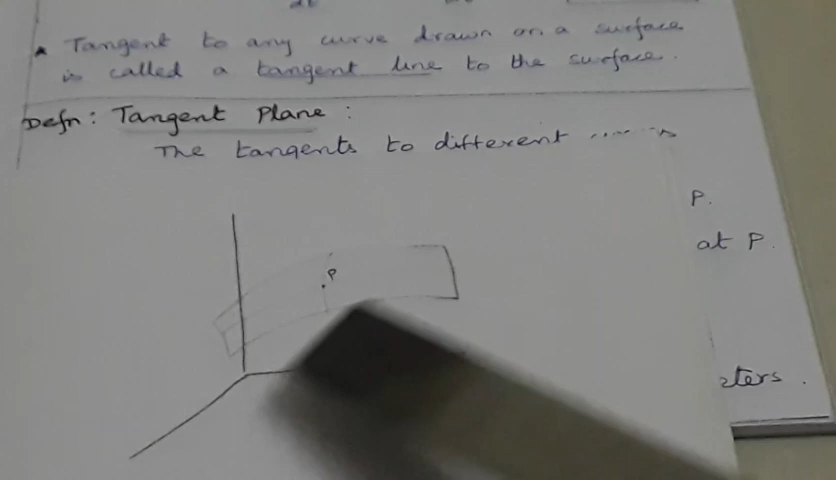 Tangent to any curve drawn on a surface
is called a tangent line to the surface.
Defn: Tangent Plane:
The tangents to different
P.
at P.
P